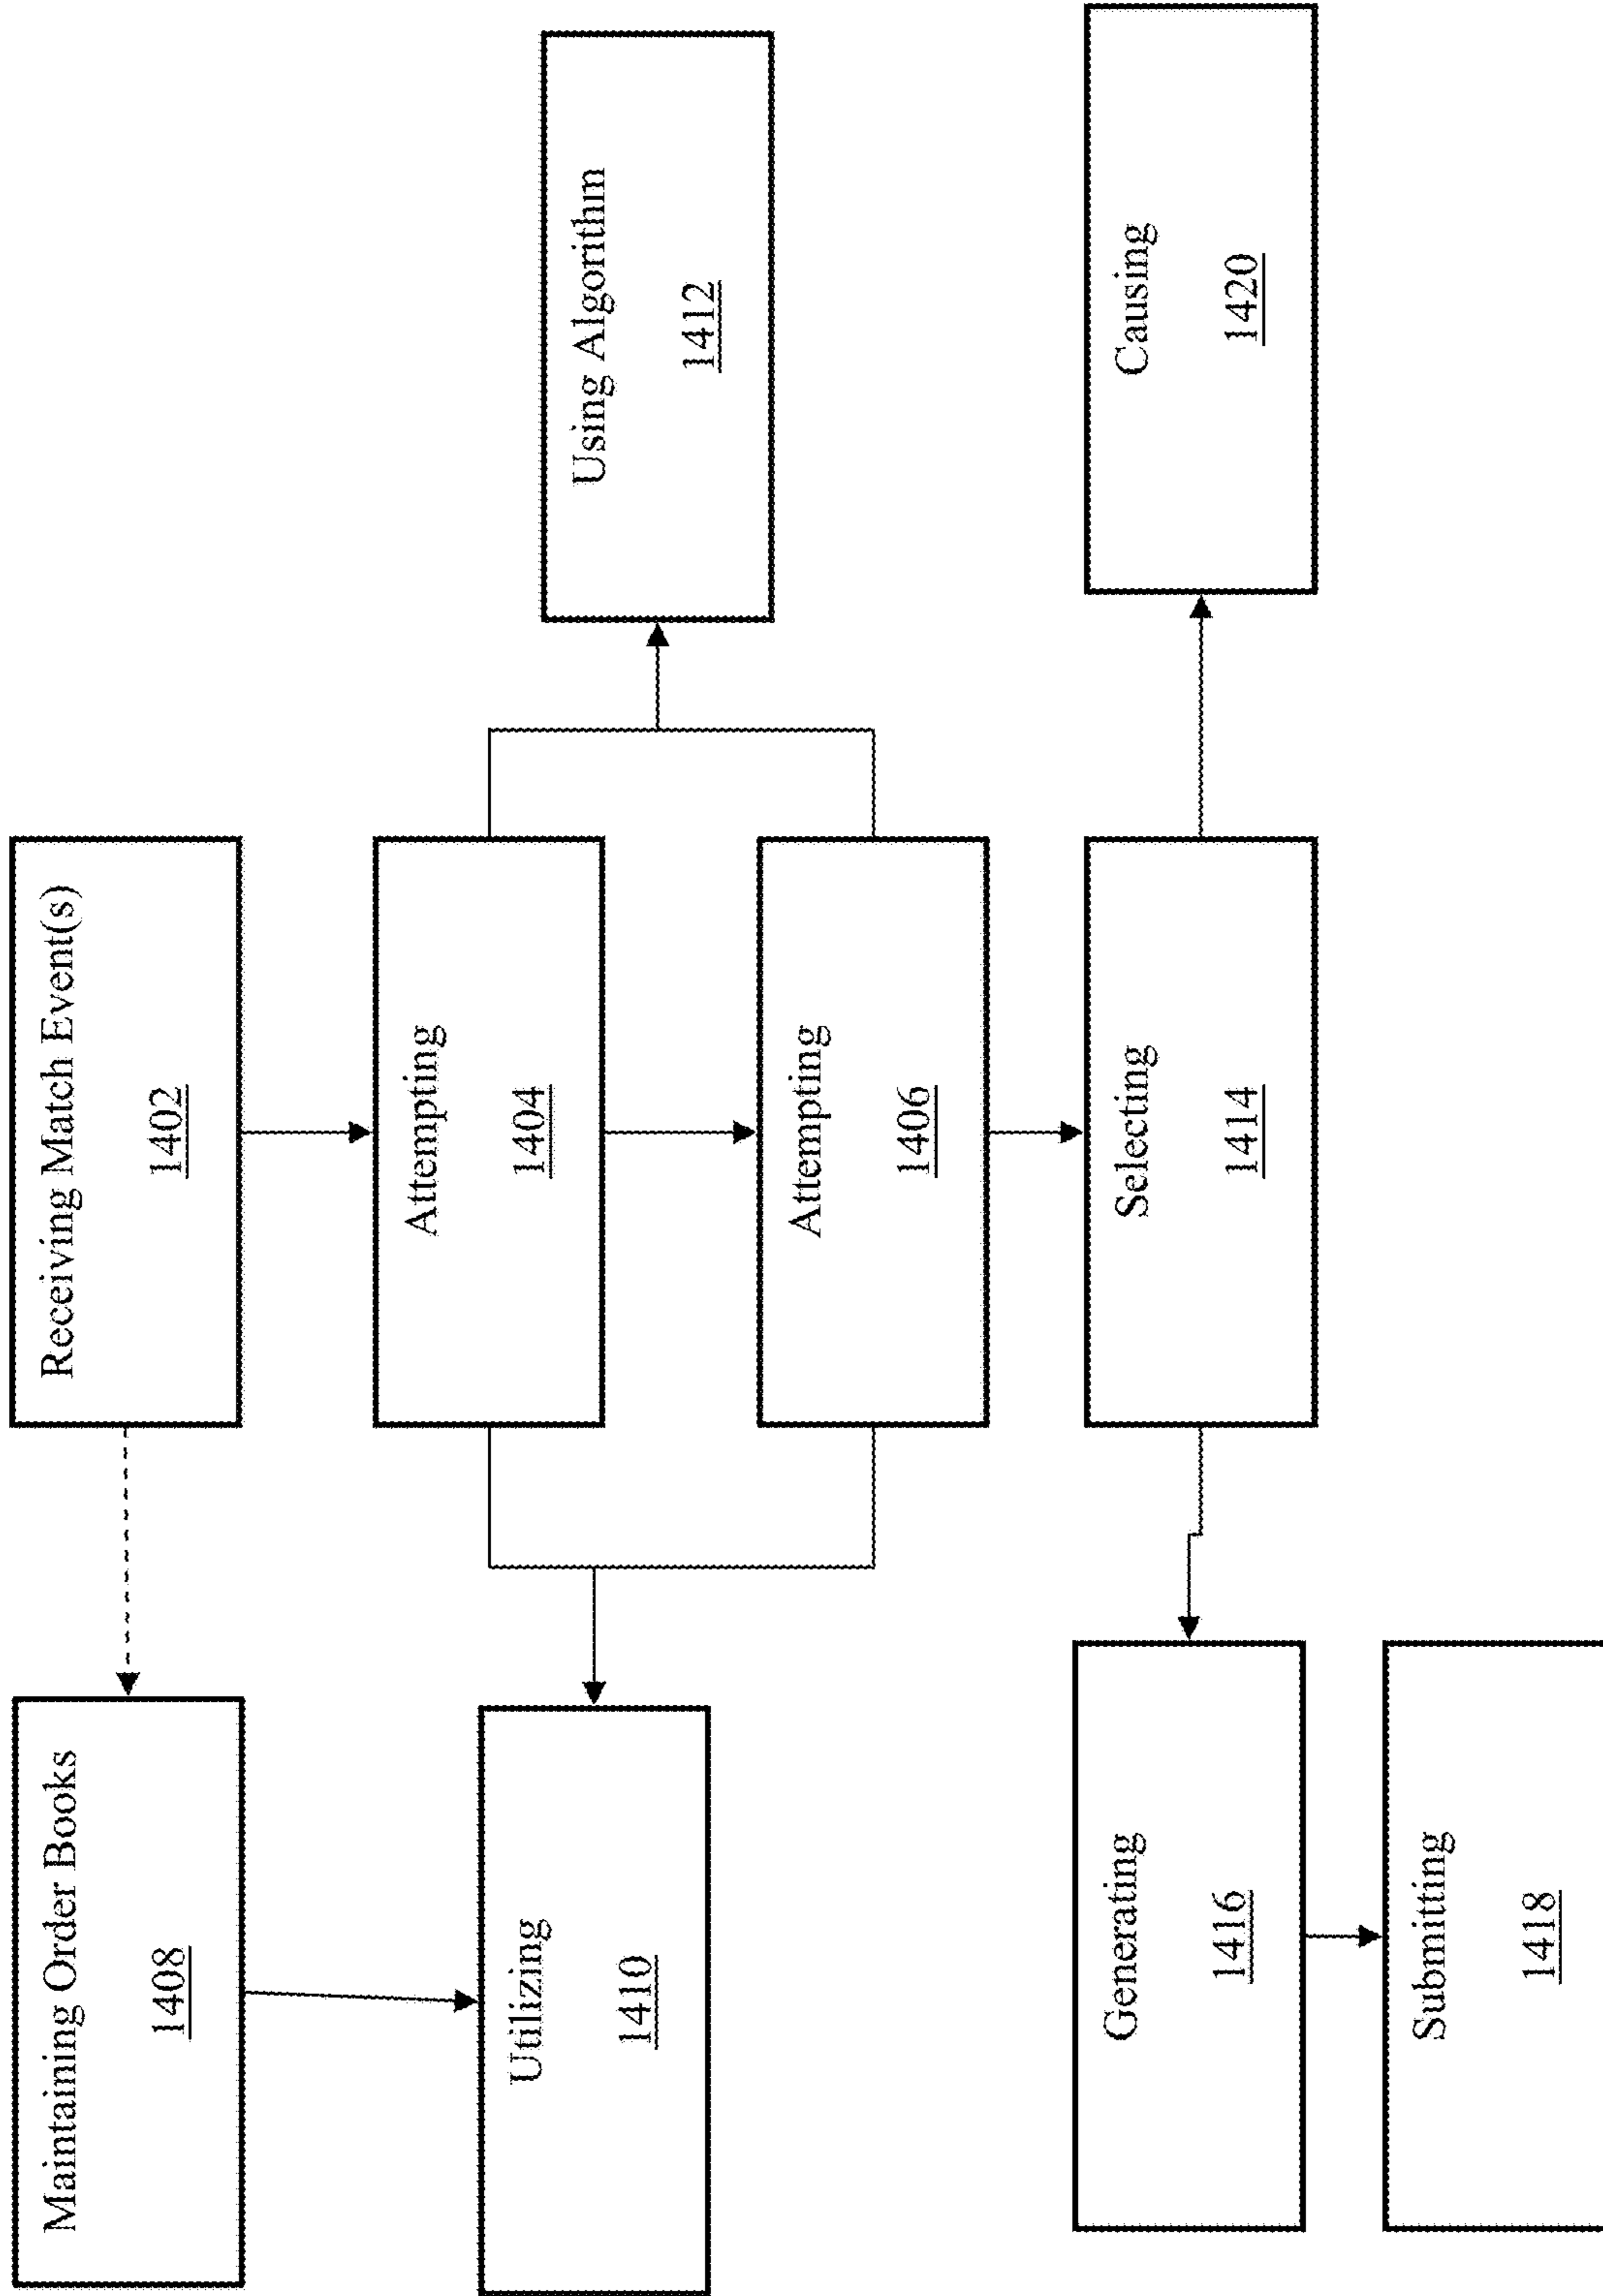 Maintaining Order Books
1408
Receiving Match Event(s)
1402
Attempting
1404
Using Algorithm
1412
Utilizing
1410
Attempting
1406
Generating
1416
Selecting
1414
Causing
1420
Submitting
1418